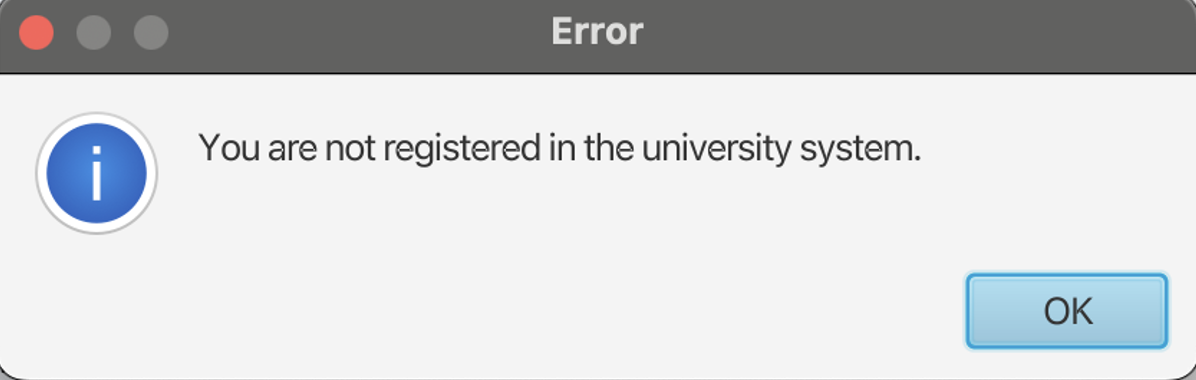 Error
i
You are not registered in the university system.
OK